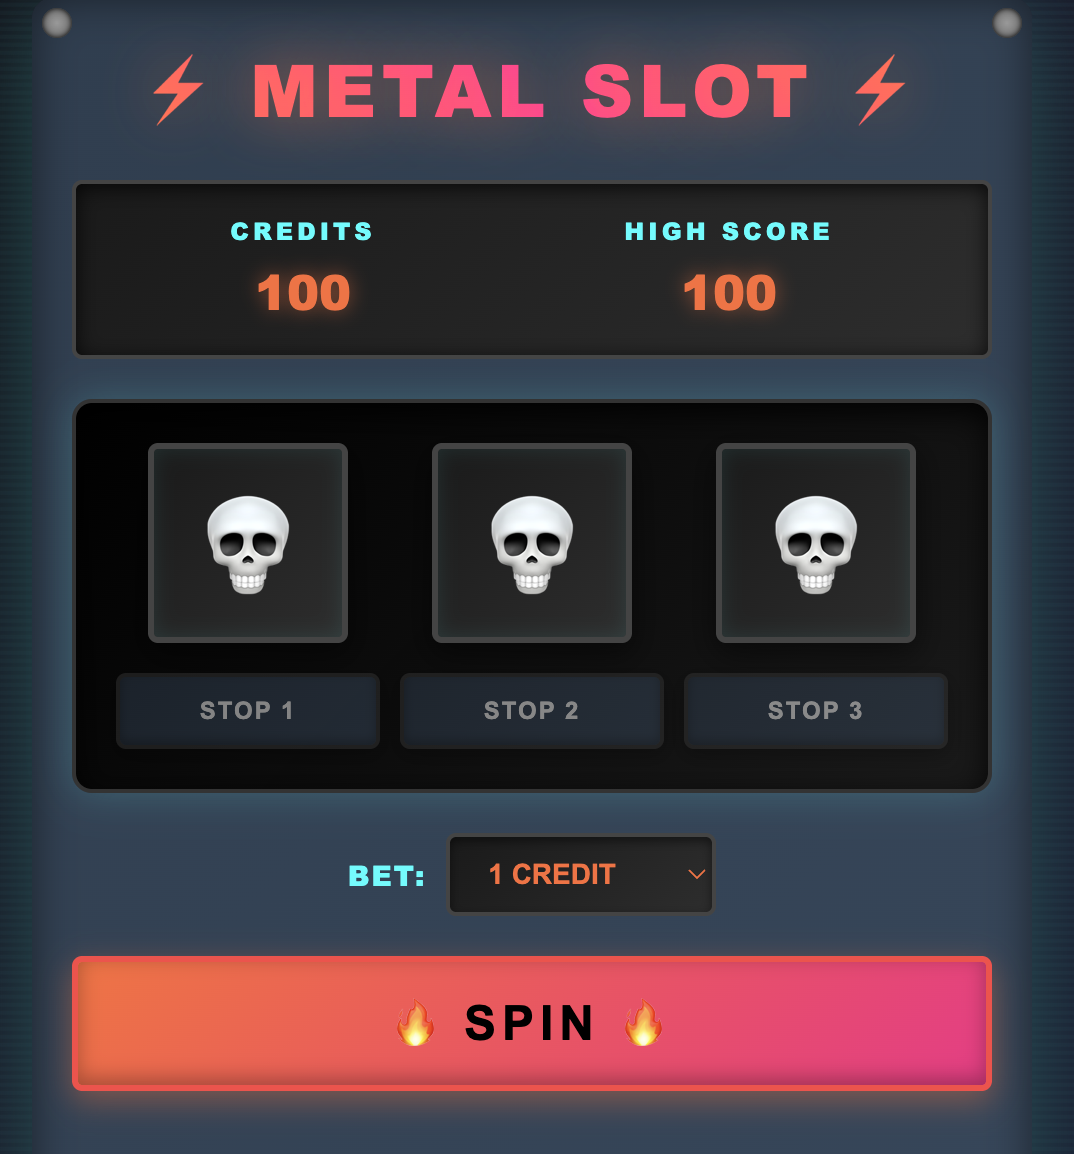 ⚡ METAL SLOT ⚡
CREDITS HIGH SCORE
100 100
STOP 1 STOP 2 STOP 3
BET: 1 CREDIT
🔥 SPIN 🔥